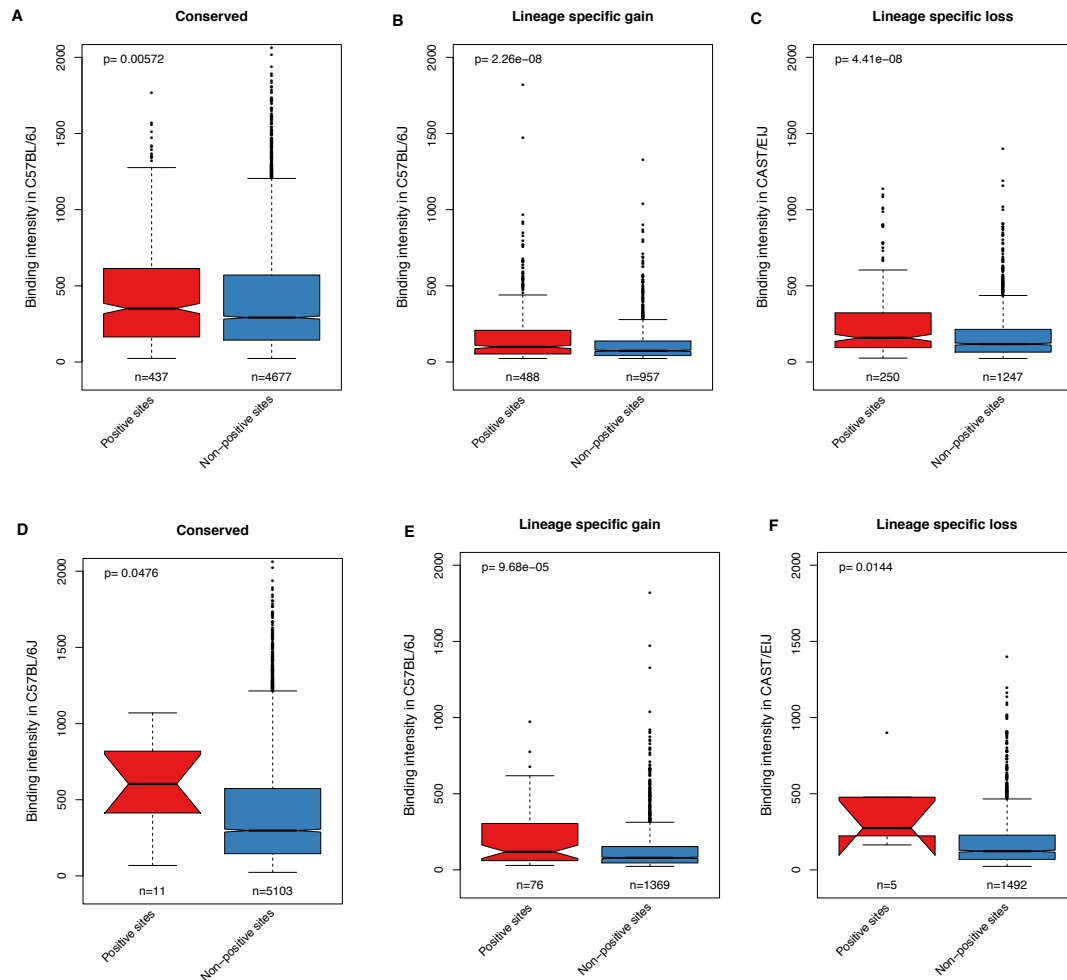 A
Conserved
p= 0.00572
Binding intensity in C57BL/6J
0
500
1000
1500
2000
n=437
n=4677
Positive sites
Non−positive sites
B
Lineage specific gain
p= 2.26e−08
Binding intensity in C57BL/6J
0
500
1000
1500
2000
n=488
n=957
Positive sites
Non−positive sites
C
Lineage specific loss
p= 4.41e−08
Binding intensity in CAST/EIJ
0
500
1000
1500
2000
n=250
n=1247
Positive sites
Non−positive sites
D
Conserved
p= 0.0476
Binding intensity in C57BL/6J
0
500
1000
1500
2000
n=11
n=5103
Positive sites
Non−positive sites
E
Lineage specific gain
p= 9.68e−05
Binding intensity in C57BL/6J
0
500
1000
1500
2000
n=76
n=1369
Positive sites
Non−positive sites
F
Lineage specific loss
p= 0.0144
Binding intensity in CAST/EIJ
0
500
1000
1500
2000
n=5
n=1492
Positive sites
Non−positive sites